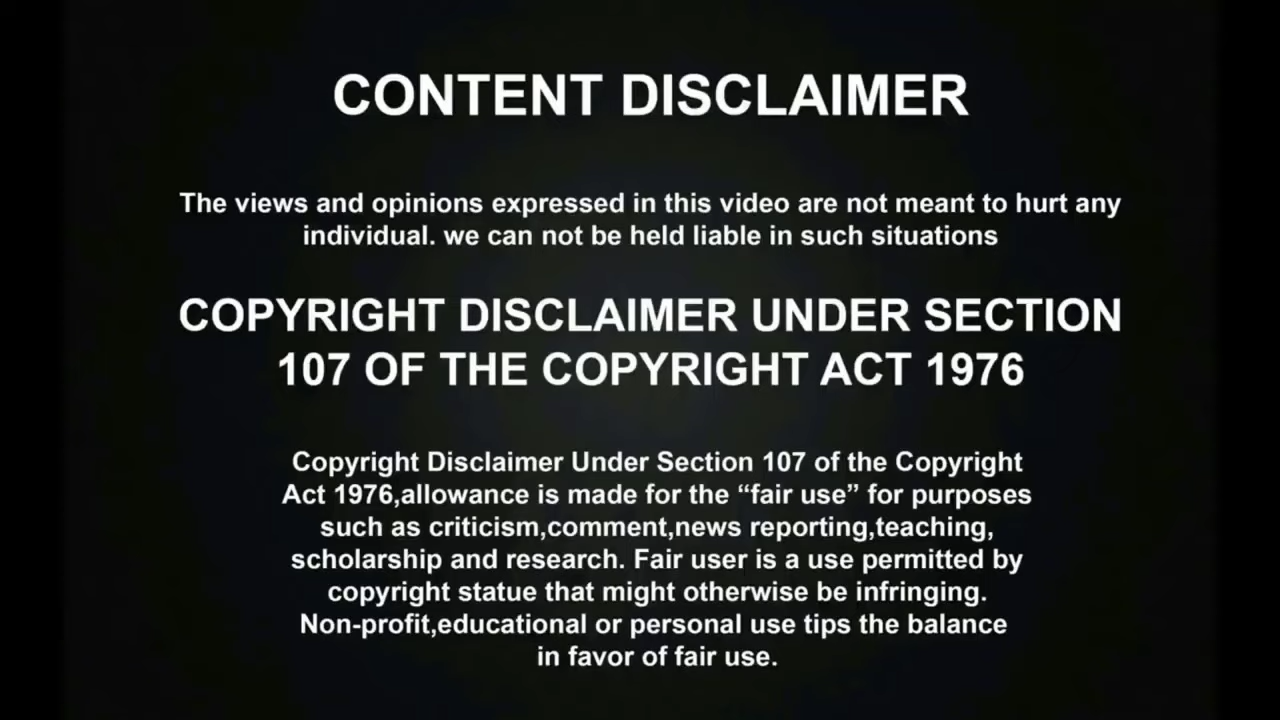 CONTENT DISCLAIMER
The views and opinions expressed in this video are not meant to hurt any
individual. we can not be held liable in such situations
COPYRIGHT DISCLAIMER UNDER SECTION
107 OF THE COPYRIGHT ACT 1976
Copyright Disclaimer Under Section 107 of the Copyright
Act 1976,allowance is made for the “fair use” for purposes
such as criticism,comment,news reporting,teaching,
scholarship and research. Fair user is a use permitted by
copyright statue that might otherwise be infringing.
Non-profit,educational or personal use tips the balance
in favor of fair use.